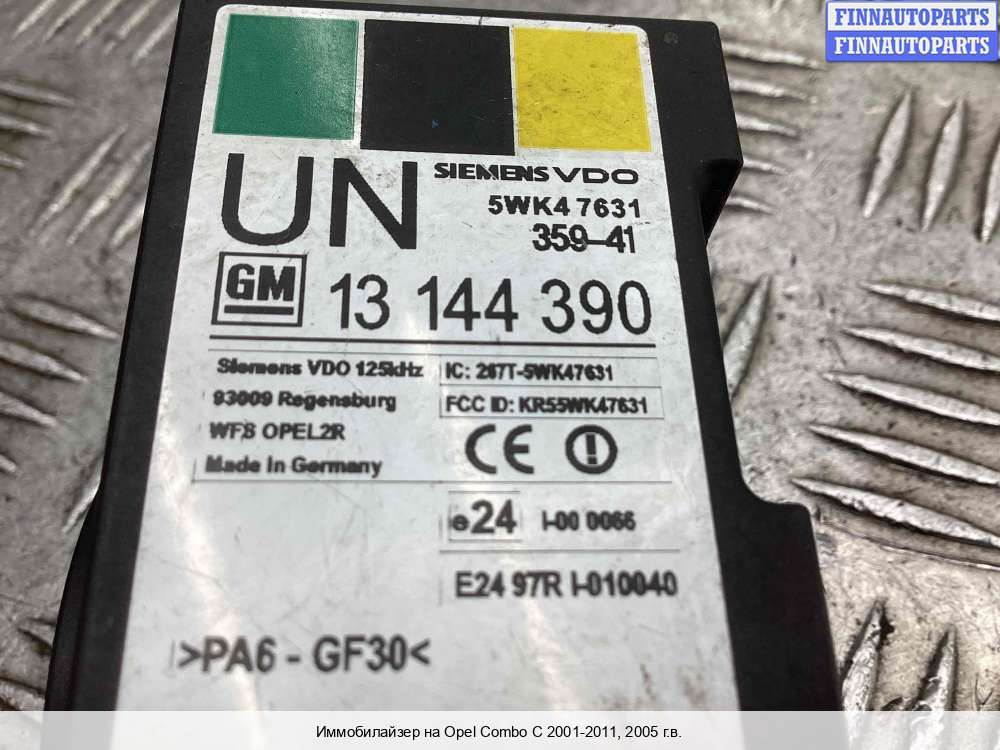 FINNAUTOPARTS
FINNAUTOPARTS
UN
SIEMENS VDO
5WK4 7631
359-41
GM
13 144 390
Siemens VDO 125kHz
93009 Regensburg
WFS OPEL2R
Made In Germany
IC: 267T-5WK47631
FCC ID: KR55WK47631
CE
e24 I-00 0066
E24 97R I-010040
>PA6 - GF30<
Иммобилайзер на Opel Combo C 2001-2011, 2005 г.в.